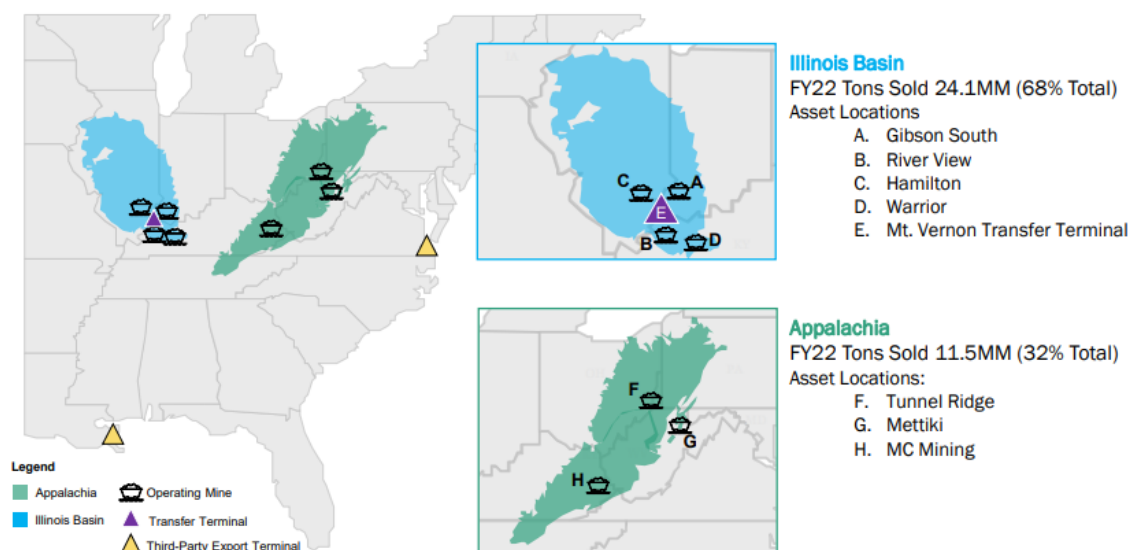 Illinois Basin
FY22 Tons Sold 24.1MM (68% Total)
Asset Locations
A. Gibson South
B. River View
C. Hamilton
D. Warrior
E. Mt. Vernon Transfer Terminal
C
A
E
B
D
Appalachia
FY22 Tons Sold 11.5MM (32% Total)
Asset Locations:
F. Tunnel Ridge
G. Mettiki
H. MC Mining
F
G
H
Legend
Appalachia
Operating Mine
Illinois Basin
Transfer Terminal
Third-Party Export Terminal